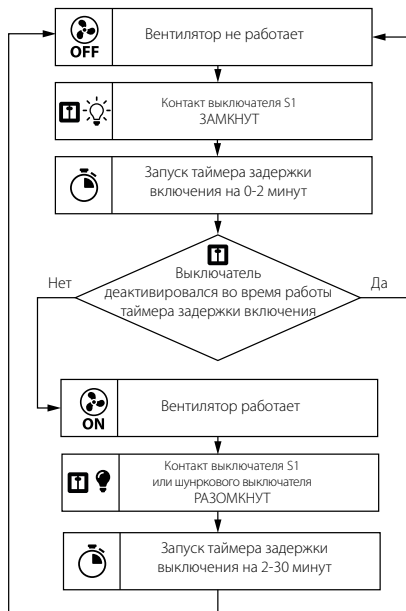 OFF
Вентилятор не работает
Контакт выключателя S1
ЗАМКНУТ
Запуск таймера задержки
включения на 0-2 минут
Выключатель
деактивировался во время работы
таймера задержки включения
Нет
Да
ON
Вентилятор работает
Контакт выключателя S1
или шунркового выключателя
РАЗОМКНУТ
Запуск таймера задержки
выключения на 2-30 минут